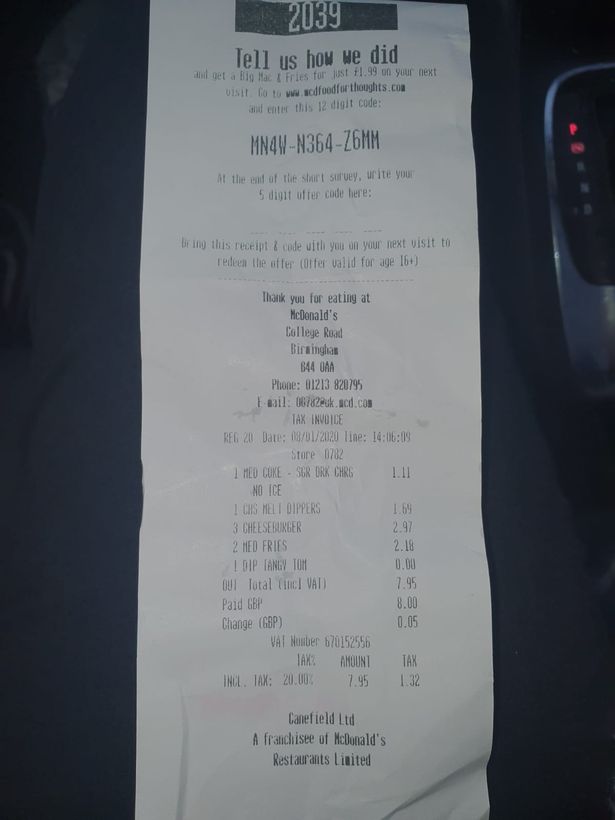 2039
Tell us how we did
and get a Big Mac & Fries for just £1.99 on your next
visit. Go to www.mcdfoodforthoughts.com
and enter this 12 digit code:
MN4W-N364-Z6MM
At the end of the short survey, write your
5 digit offer code here:
Bring this receipt & code with you on your next visit to
redeem the offer (Offer valid for age 16+)
Thank you for eating at
McDonald's
College Road
Birmingham
B44 0AA
Phone: 01213 820795
E mail: 00782@uk.mcd.com
TAX INVOICE
REG 20 Date: 08/01/2020 Time: 14:06:09
Store 0782
1 MED COKE - SGR DRK CHRG 1.11
NO ICE
1 CHS MELT DIPPERS 1.69
3 CHEESEBURGER 2.97
2 MED FRIES 2.18
1 DIP TANGY TOM 0.00
OUT Total (incl VAT) 7.95
Paid GBP 8.00
Change (GBP) 0.05
VAT Number 670152556
TAX% AMOUNT TAX
INCL. TAX: 20.00% 7.95 1.32
Canefield Ltd
A franchisee of McDonald's
Restaurants Limited
P